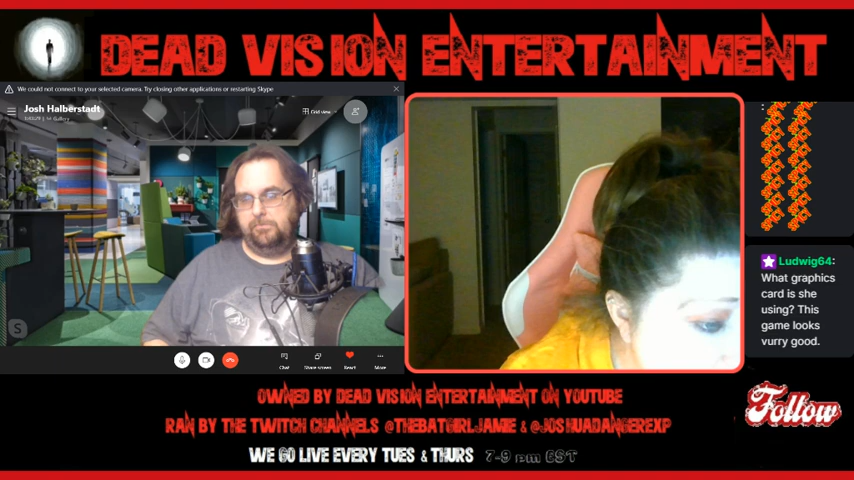 DEAD VISION ENTERTAINMENT
We could not connect to your selected camera. Try closing other applications or restarting Skype
Josh Halberstadt
Gallery
Grid view
S
Chat
Share screen
React
More
Ludwig64:
What graphics
card is she
using? This
game looks
vurry good.
OWNED BY DEAD VISION ENTERTAINMENT ON YOUTUBE
RAN BY THE TWITCH CHANNELS @THEBATGIRLJAMIE & @JOSHUADANGEREXP
WE GO LIVE EVERY TUES & THURS 7-9 pm EST
Follow